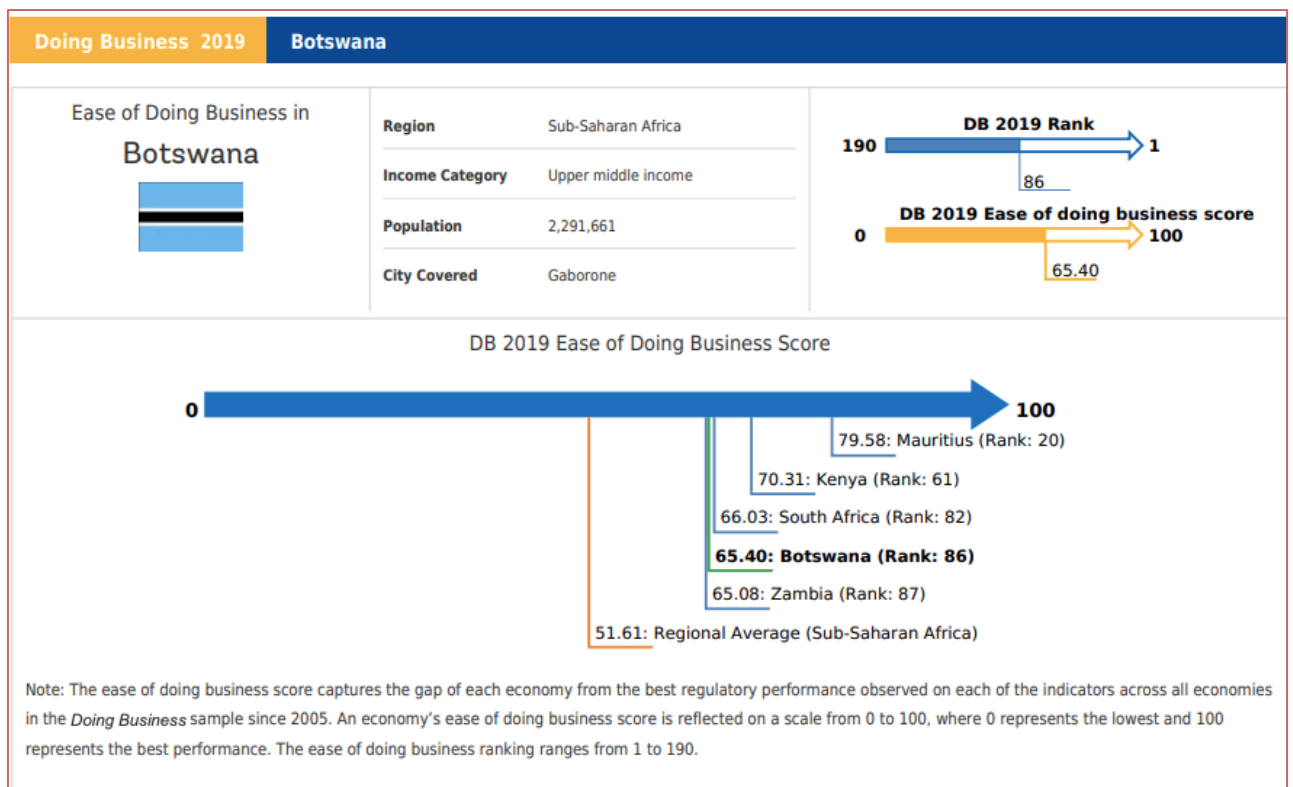 Doing Business 2019 Botswana
Ease of Doing Business in
Botswana
Region Sub-Saharan Africa
Income Category Upper middle income
Population 2,291,661
City Covered Gaborone
DB 2019 Rank
190 1
86
DB 2019 Ease of doing business score
0 100
65.40
DB 2019 Ease of Doing Business Score
0 100
79.58: Mauritius (Rank: 20)
70.31: Kenya (Rank: 61)
66.03: South Africa (Rank: 82)
65.40: Botswana (Rank: 86)
65.08: Zambia (Rank: 87)
51.61: Regional Average (Sub-Saharan Africa)
Note: The ease of doing business score captures the gap of each economy from the best regulatory performance observed on each of the indicators across all economies
in the Doing Business sample since 2005. An economy’s ease of doing business score is reflected on a scale from 0 to 100, where 0 represents the lowest and 100
represents the best performance. The ease of doing business ranking ranges from 1 to 190.